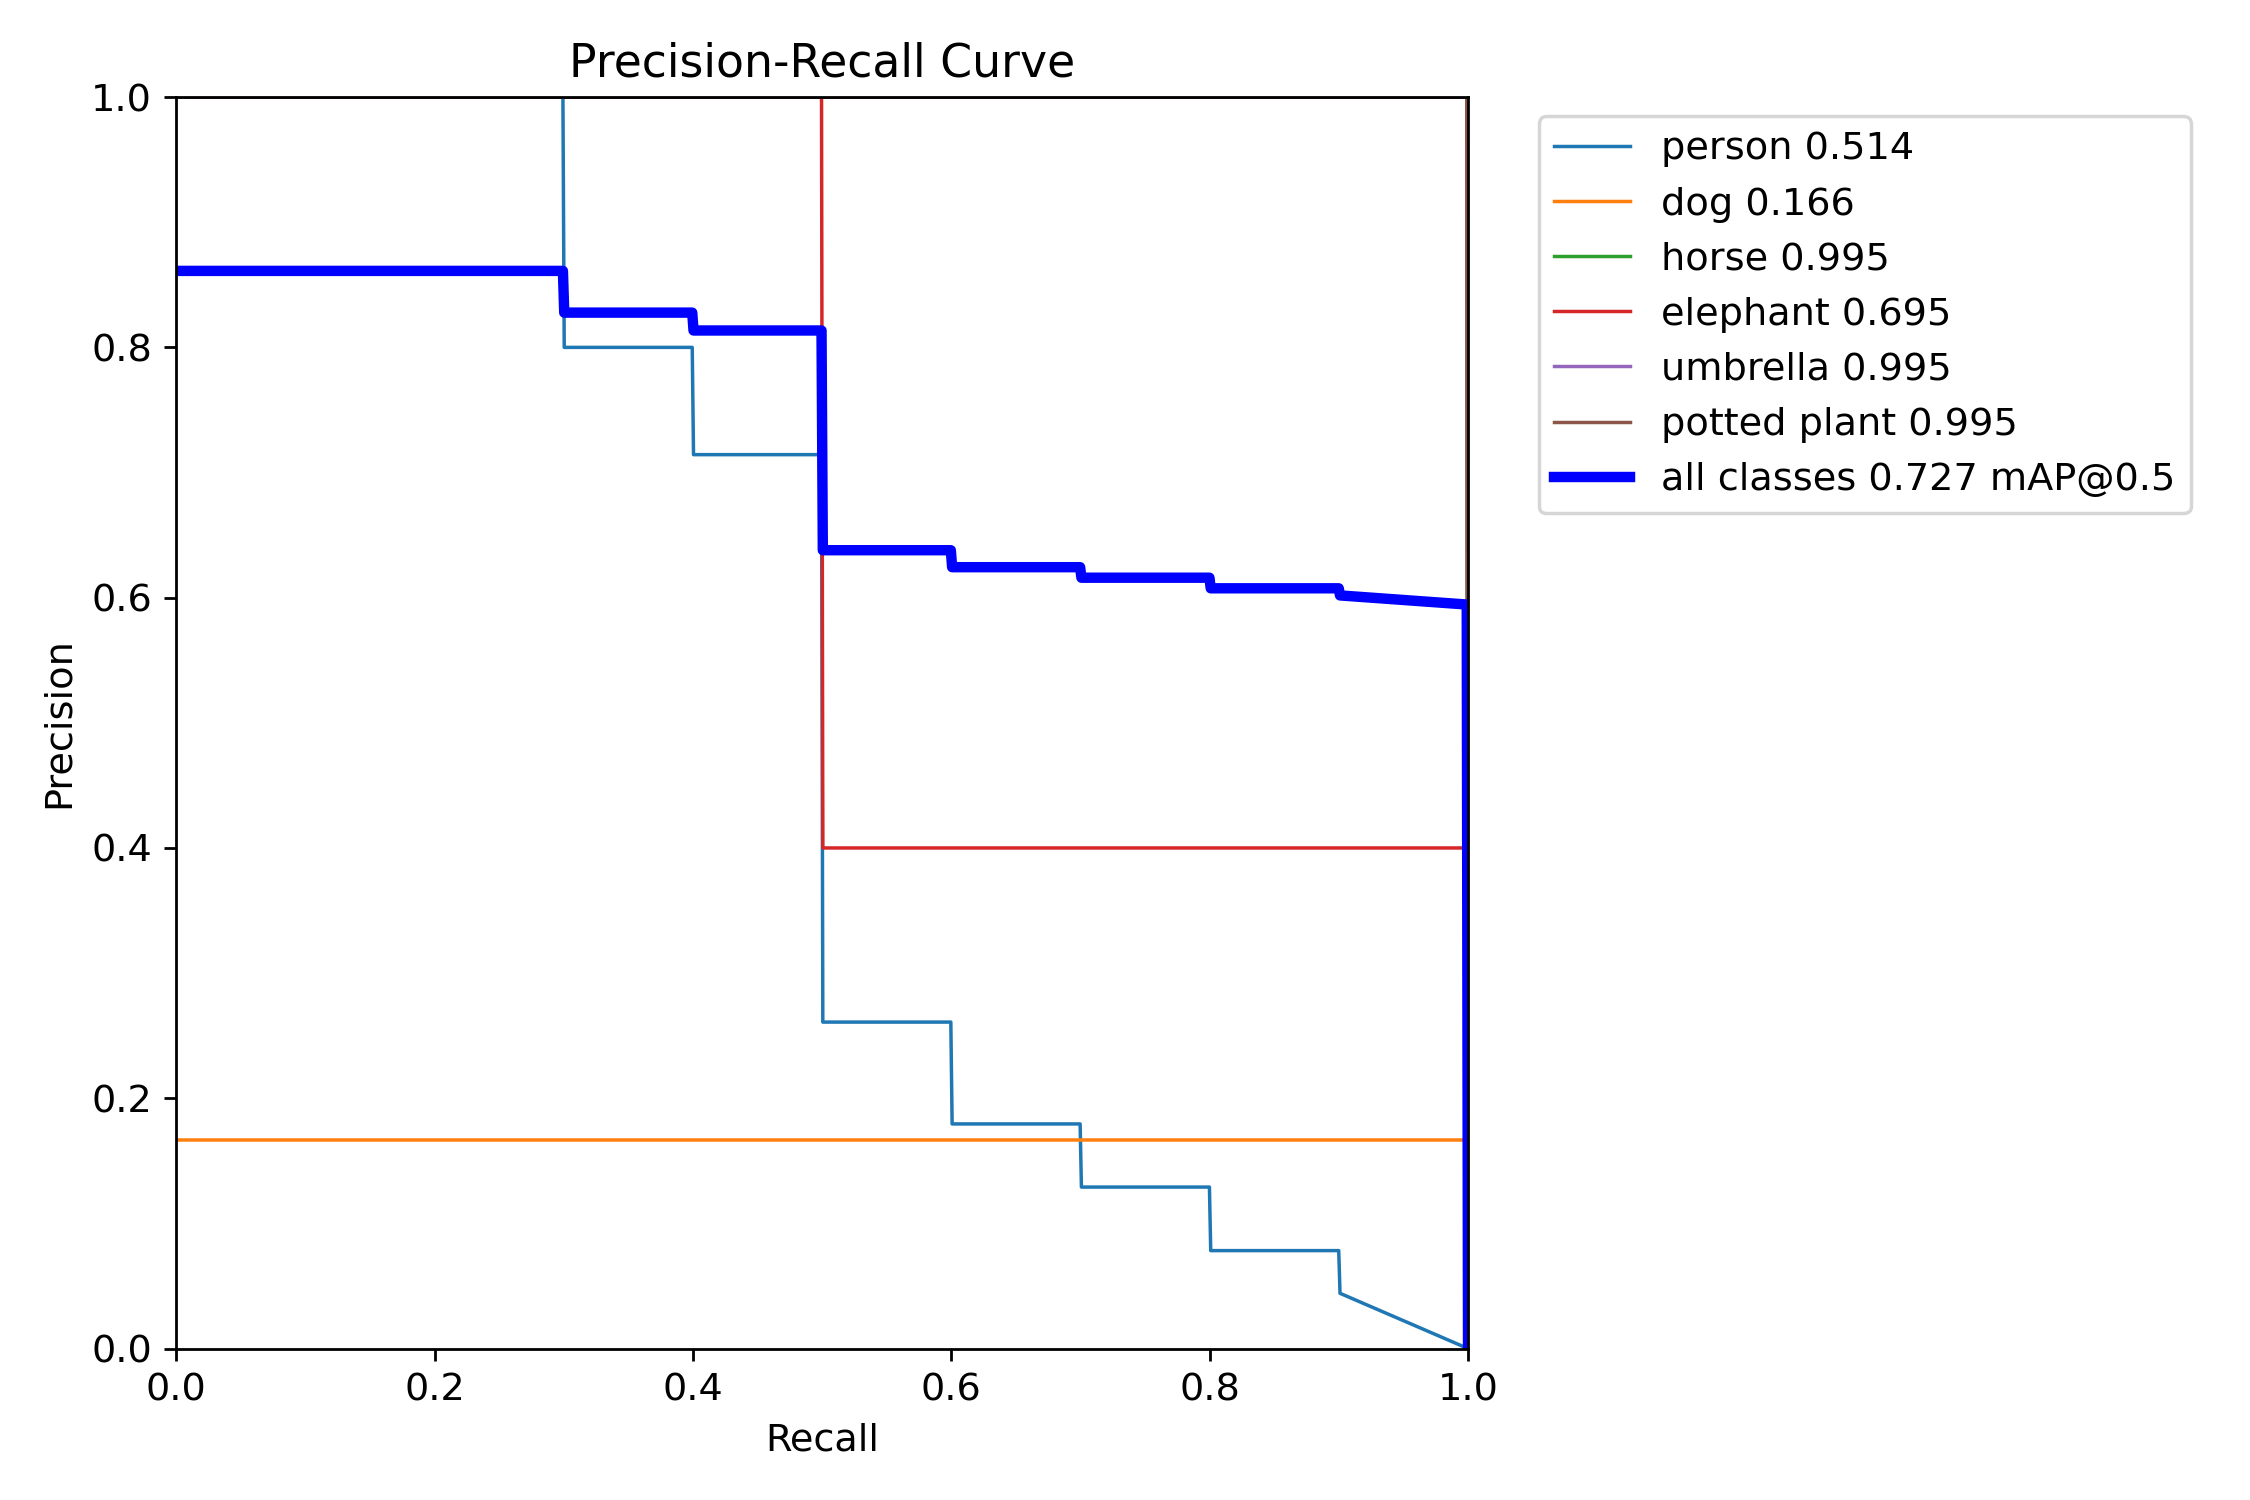 Precision-Recall Curve
1.0
0.8
0.6
0.4
0.2
0.0
Precision
0.0 0.2 0.4 0.6 0.8 1.0
Recall
person 0.514
dog 0.166
horse 0.995
elephant 0.695
umbrella 0.995
potted plant 0.995
all classes 0.727 mAP@0.5